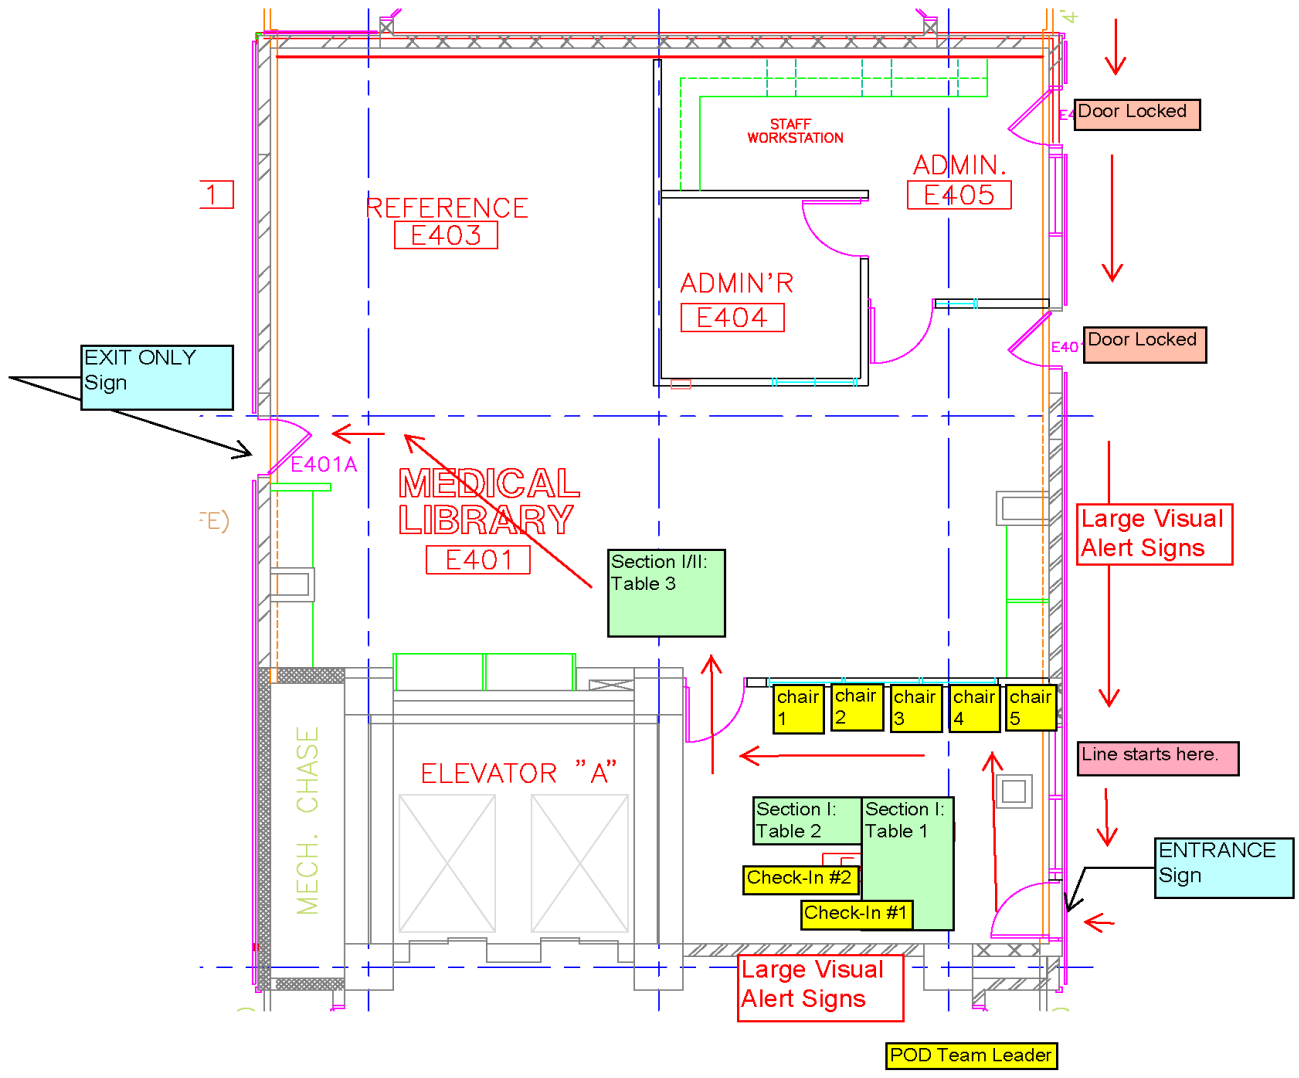 4'
Door Locked
STAFF
WORKSTATION
ADMIN.
E405
1
REFERENCE
E403
ADMIN'R
E404
E401
Door Locked
EXIT ONLY
Sign
E401A
MEDICAL
LIBRARY
E401
FE)
Large Visual
Alert Signs
Section I/II:
Table 3
chair
1
chair
2
chair
3
chair
4
chair
5
MECH. CHASE
ELEVATOR "A"
Line starts here.
Section I:
Table 2
Section I:
Table 1
ENTRANCE
Sign
Check-In #2
Check-In #1
Large Visual
Alert Signs
POD Team Leader